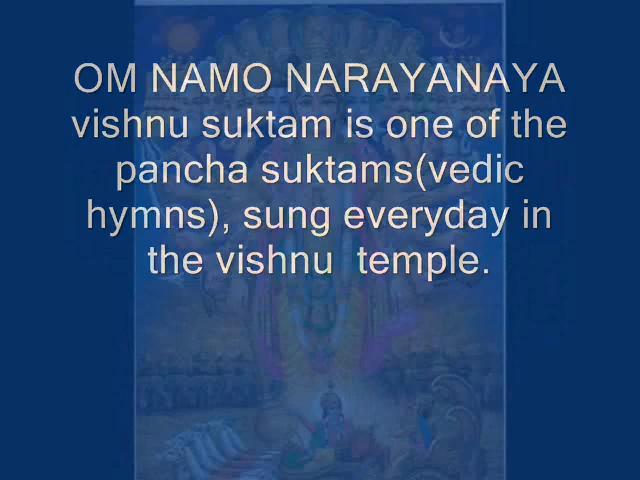 OM NAMO NARAYANAYA
vishnu suktam is one of the
pancha suktams(vedic
hymns), sung everyday in
the vishnu temple.